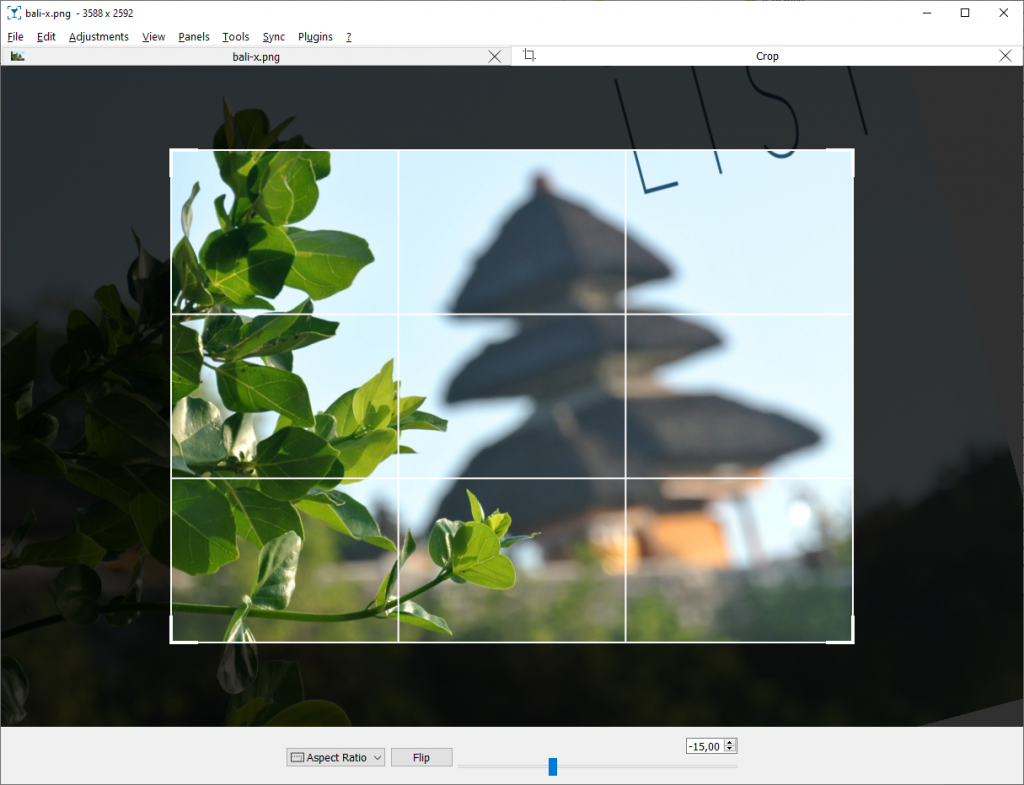 bali-x.png - 3588 x 2592
File Edit Adjustments View Panels Tools Sync Plugins ?
bali-x.png Crop
LIST
Aspect Ratio Flip -15,00